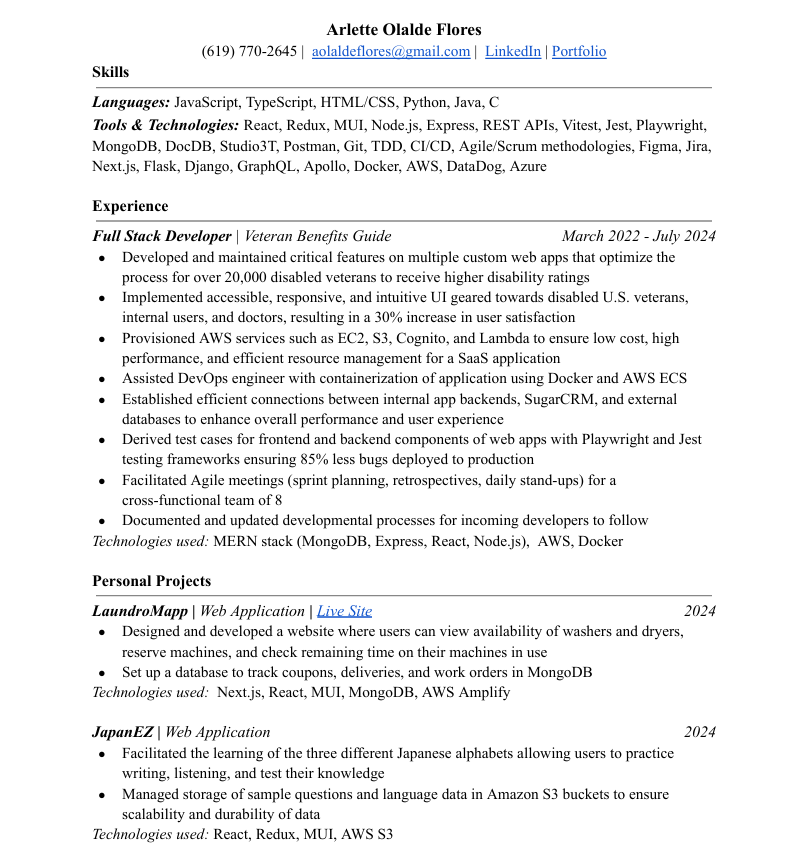 Arlette Olalde Flores
(619) 770-2645 | aolaldeflores@gmail.com | LinkedIn | Portfolio
Skills
Languages: JavaScript, TypeScript, HTML/CSS, Python, Java, C
Tools & Technologies: React, Redux, MUI, Node.js, Express, REST APIs, Vitest, Jest, Playwright,
MongoDB, DocDB, Studio3T, Postman, Git, TDD, CI/CD, Agile/Scrum methodologies, Figma, Jira,
Next.js, Flask, Django, GraphQL, Apollo, Docker, AWS, DataDog, Azure
Experience
Full Stack Developer | Veteran Benefits Guide March 2022 - July 2024
● Developed and maintained critical features on multiple custom web apps that optimize the
process for over 20,000 disabled veterans to receive higher disability ratings
● Implemented accessible, responsive, and intuitive UI geared towards disabled U.S. veterans,
internal users, and doctors, resulting in a 30% increase in user satisfaction
● Provisioned AWS services such as EC2, S3, Cognito, and Lambda to ensure low cost, high
performance, and efficient resource management for a SaaS application
● Assisted DevOps engineer with containerization of application using Docker and AWS ECS
● Established efficient connections between internal app backends, SugarCRM, and external
databases to enhance overall performance and user experience
● Derived test cases for frontend and backend components of web apps with Playwright and Jest
testing frameworks ensuring 85% less bugs deployed to production
● Facilitated Agile meetings (sprint planning, retrospectives, daily stand-ups) for a
cross-functional team of 8
● Documented and updated developmental processes for incoming developers to follow
Technologies used: MERN stack (MongoDB, Express, React, Node.js), AWS, Docker
Personal Projects
LaundroMapp | Web Application | Live Site 2024
● Designed and developed a website where users can view availability of washers and dryers,
reserve machines, and check remaining time on their machines in use
● Set up a database to track coupons, deliveries, and work orders in MongoDB
Technologies used: Next.js, React, MUI, MongoDB, AWS Amplify
JapanEZ | Web Application 2024
● Facilitated the learning of the three different Japanese alphabets allowing users to practice
writing, listening, and test their knowledge
● Managed storage of sample questions and language data in Amazon S3 buckets to ensure
scalability and durability of data
Technologies used: React, Redux, MUI, AWS S3